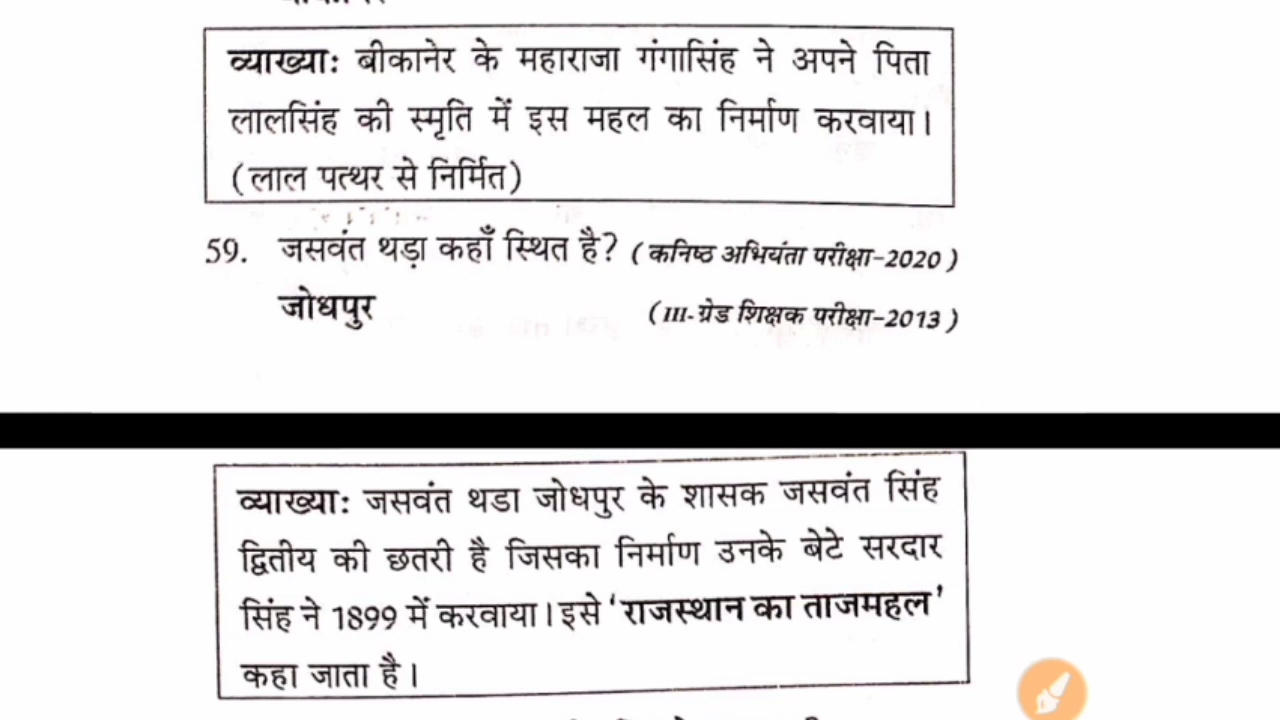 व्याख्याः बीकानेर के महाराजा गंगासिंह ने अपने पिता
लालसिंह की स्मृति में इस महल का निर्माण करवाया।
(लाल पत्थर से निर्मित)
59. जसवंत थड़ा कहाँ स्थित है? (कनिष्ठ अभियंता परीक्षा-2020)
जोधपुर (III-ग्रेड शिक्षक परीक्षा-2013)
व्याख्याः जसवंत थडा जोधपुर के शासक जसवंत सिंह
द्वितीय की छतरी है जिसका निर्माण उनके बेटे सरदार
सिंह ने 1899 में करवाया। इसे 'राजस्थान का ताजमहल'
कहा जाता है।